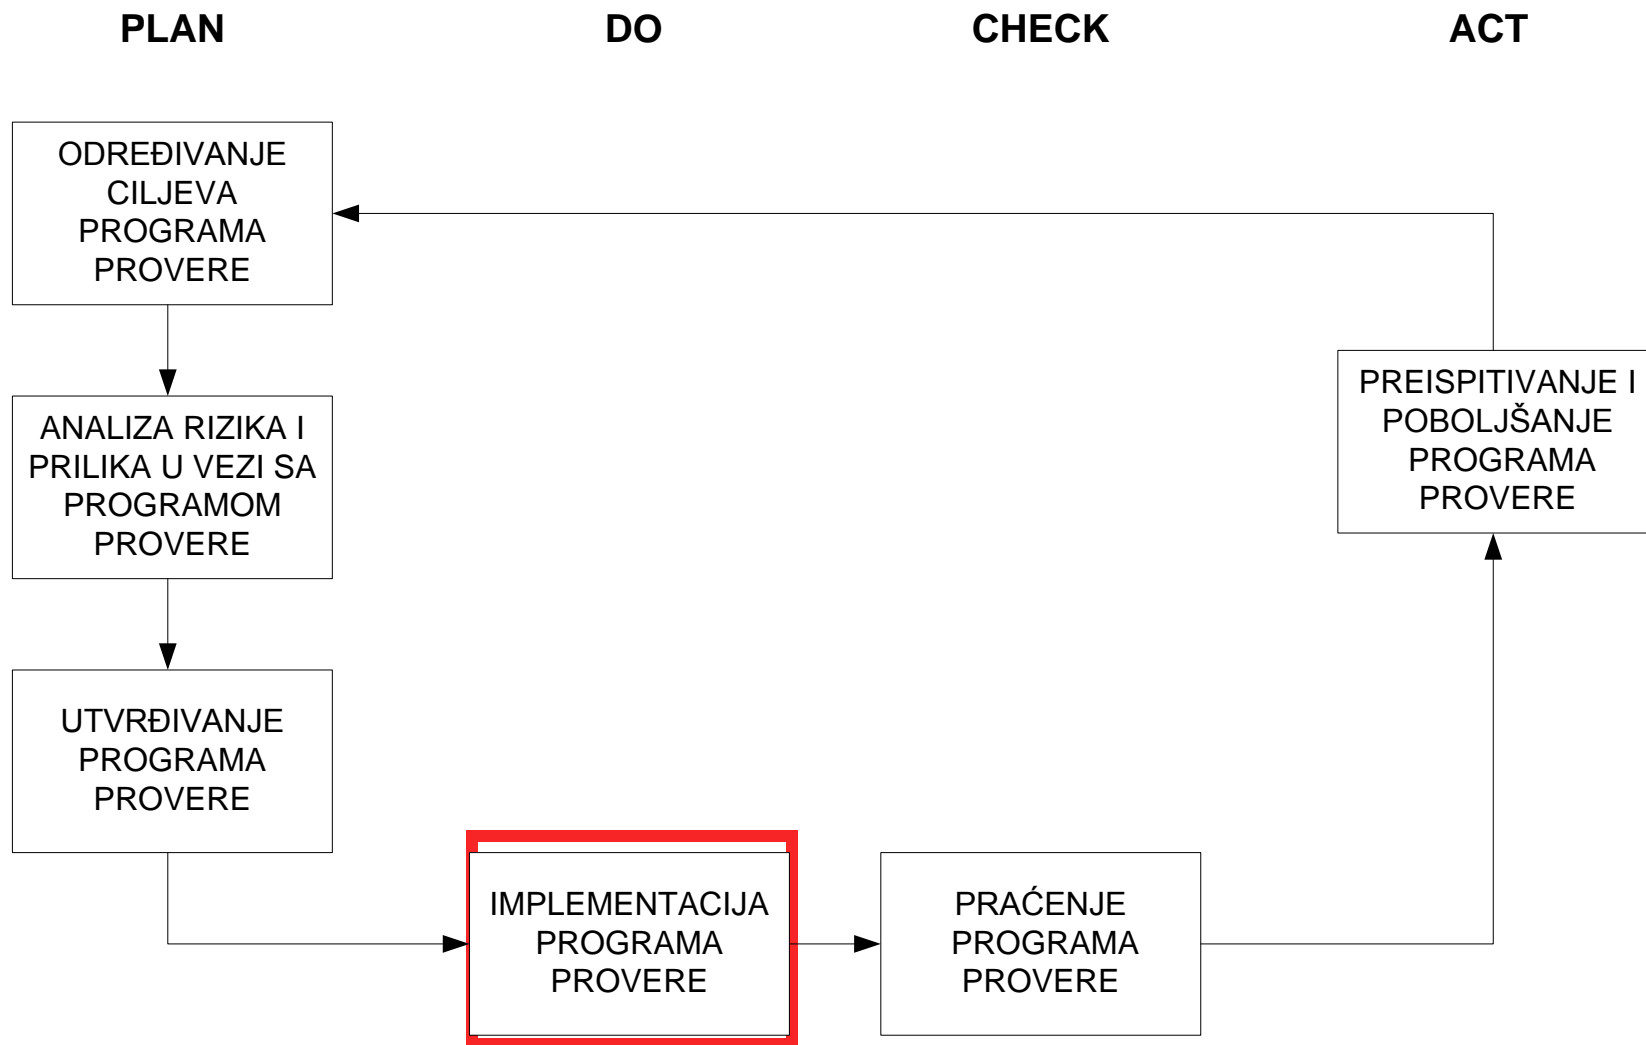 PLAN
DO
CHECK
ACT
ODREĐIVANJE
CILJEVA
PROGRAMA
PROVERE
ANALIZA RIZIKA I
PRILIKA U VEZI SA
PROGRAMOM
PROVERE
UTVRĐIVANJE
PROGRAMA
PROVERE
IMPLEMENTACIJA
PROGRAMA
PROVERE
PRAĆENJE
PROGRAMA
PROVERE
PREISPITIVANJE I
POBOLJŠANJE
PROGRAMA
PROVERE